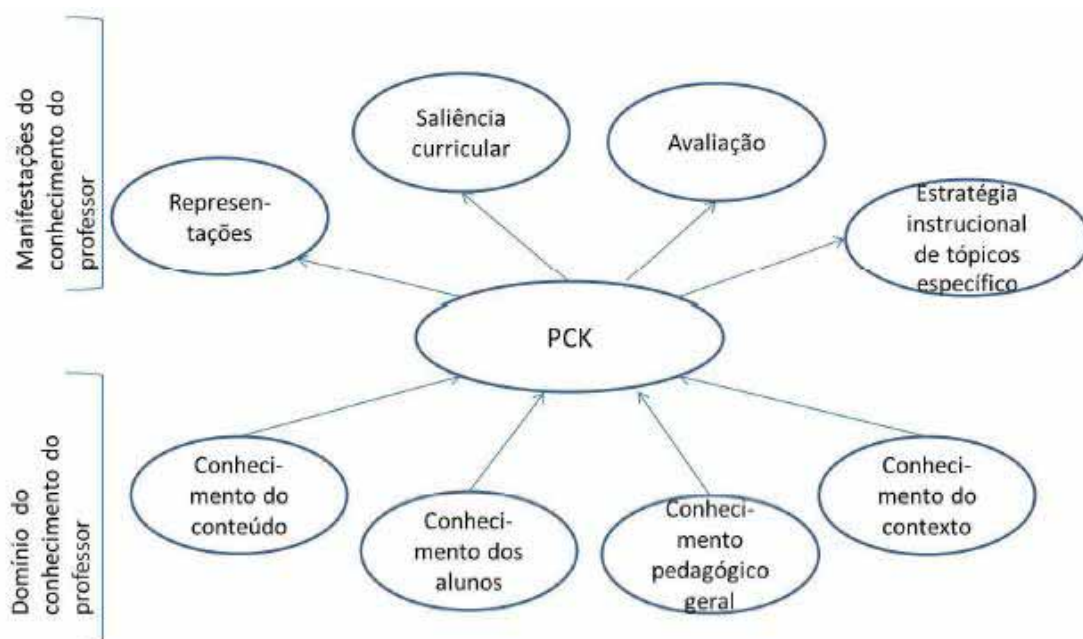 Manifestações do
conhecimento do
professor
Saliência
curricular
Avaliação
Represen-
tações
Estratégia
instrucional
de tópicos
específico
PCK
Domínio do
conhecimento do
professor
Conheci-
mento do
conteúdo
Conheci-
mento dos
alunos
Conheci-
mento
pedagógico
geral
Conheci-
mento do
contexto